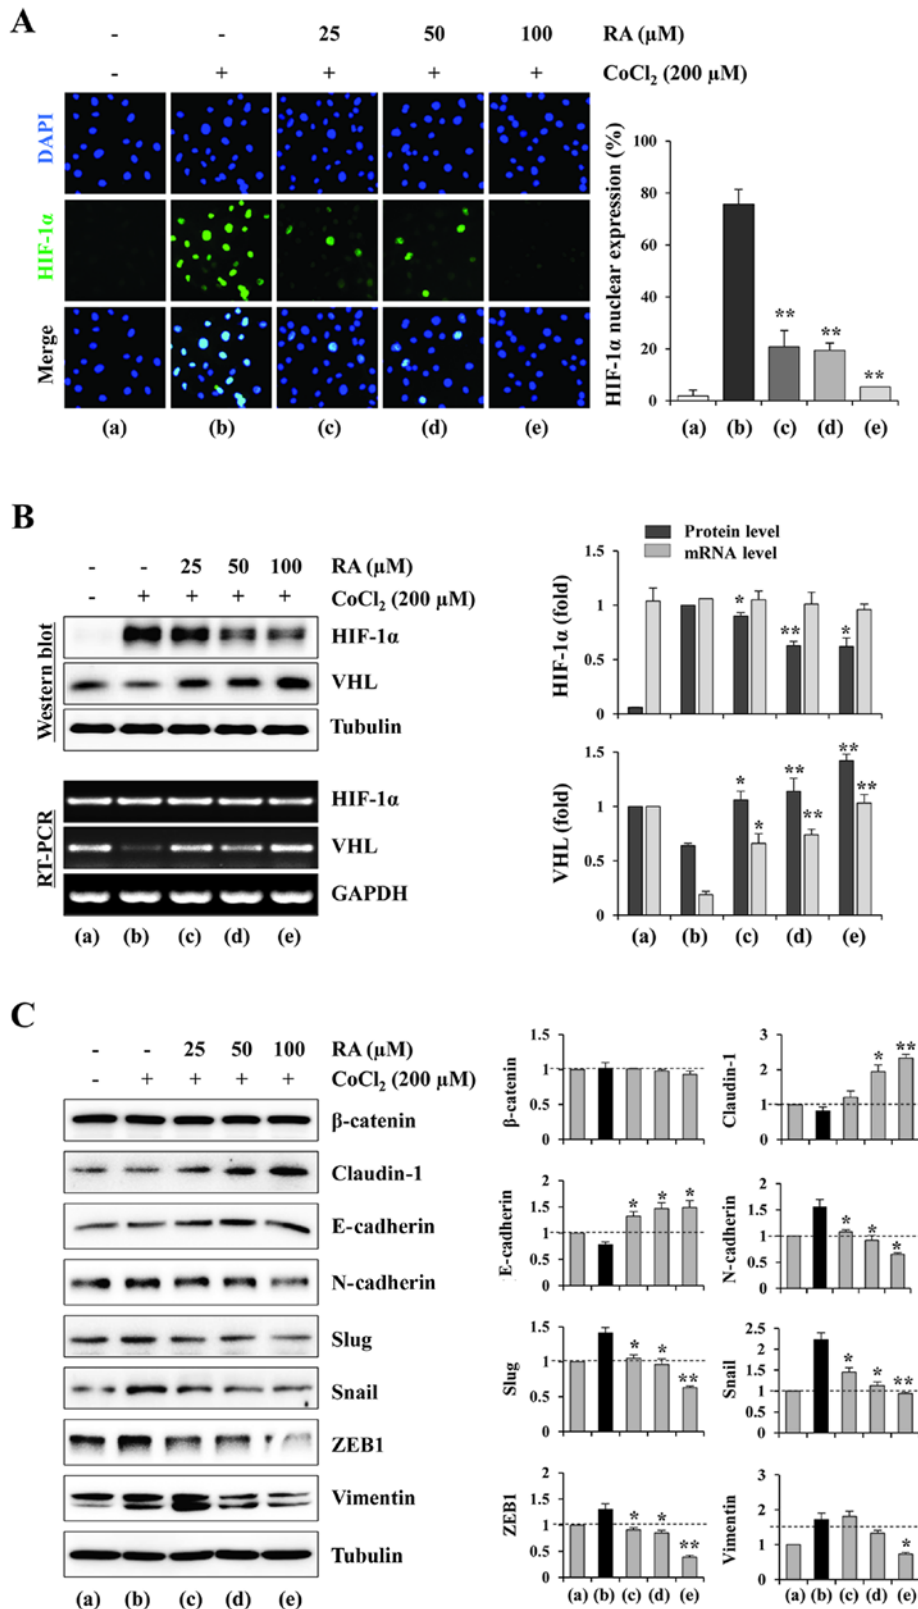 A
- - 25 50 100 RA (µM)
- + + + + CoCl₂ (200 µM)
DAPI
HIF-1α
Merge
(a) (b) (c) (d) (e)
HIF-1α nuclear expression (%)
100
80
60
40
20
0
** ** **
(a) (b) (c) (d) (e)
B
- - 25 50 100 RA (µM)
- + + + + CoCl₂ (200 µM)
Western blot
HIF-1α
VHL
Tubulin
RT-PCR
HIF-1α
VHL
GAPDH
(a) (b) (c) (d) (e)
Protein level
mRNA level
HIF-1α (fold)
1.5
1
0.5
0
* ** *
VHL (fold)
1.5
1
0.5
0
* ** **
* ** **
(a) (b) (c) (d) (e)
C
- - 25 50 100 RA (µM)
- + + + + CoCl₂ (200 µM)
β-catenin
Claudin-1
E-cadherin
N-cadherin
Slug
Snail
ZEB1
Vimentin
Tubulin
(a) (b) (c) (d) (e)
β-catenin
1.5
1
0.5
0
Claudin-1
3
2
1
0
* **
E-cadherin
2
1.5
1
0.5
0
* * *
N-cadherin
2
1.5
1
0.5
0
* * *
Slug
1.5
1
0.5
0
* * **
Snail
2.5
2
1.5
1
0.5
0
* * **
ZEB1
2
1.5
1
0.5
0
* * **
(a) (b) (c) (d) (e)
Vimentin
3
2
1½
1
0
*
(a) (b) (c) (d) (e)